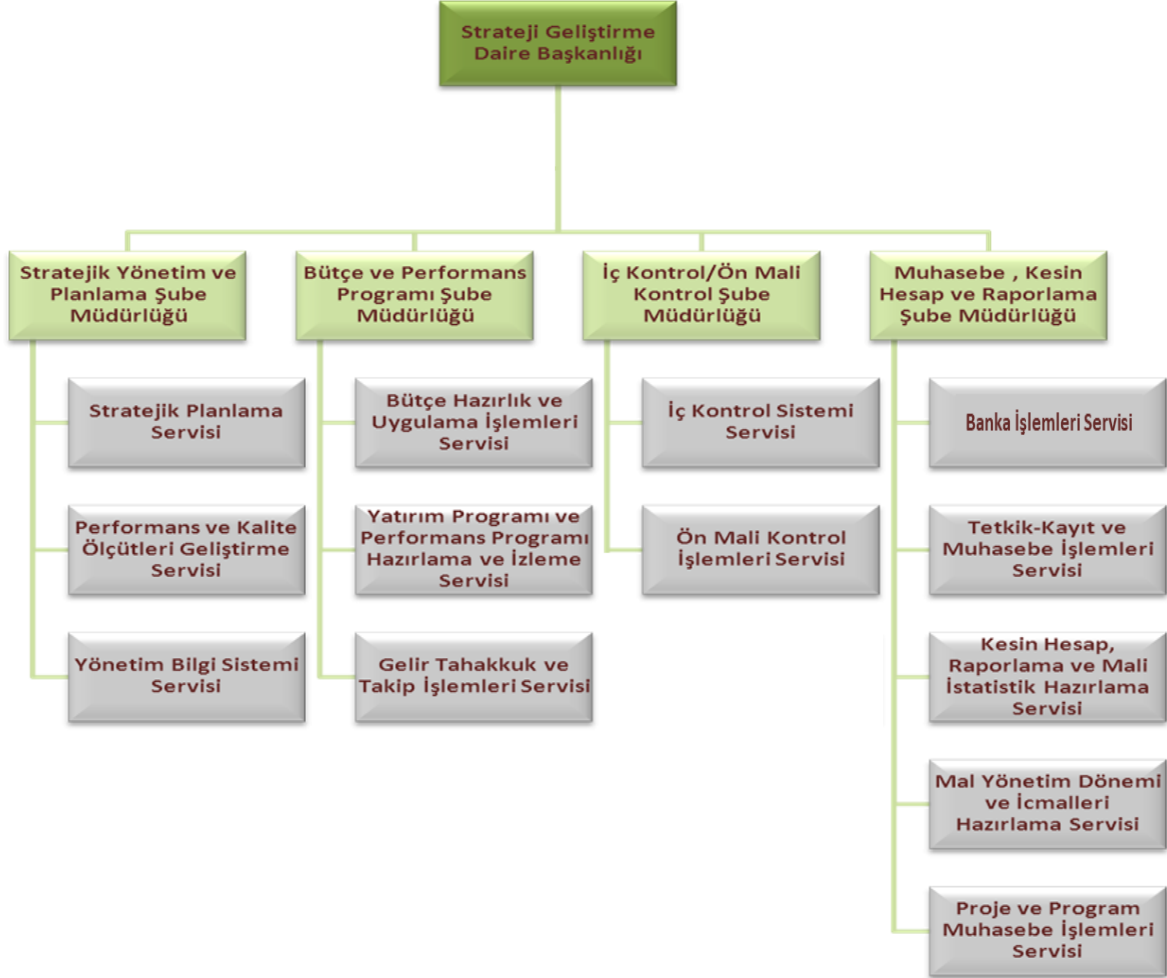 Strateji Geliştirme
Daire Başkanlığı
Stratejik Yönetim ve
Planlama Şube
Müdürlüğü
Stratejik Planlama
Servisi
Performans ve Kalite
Ölçütleri Geliştirme
Servisi
Yönetim Bilgi Sistemi
Servisi
Bütçe ve Performans
Programı Şube
Müdürlüğü
Bütçe Hazırlık ve
Uygulama İşlemleri
Servisi
Yatırım Programı ve
Performans Programı
Hazırlama ve İzleme
Servisi
Gelir Tahakkuk ve
Takip İşlemleri Servisi
İç Kontrol/Ön Mali
Kontrol Şube
Müdürlüğü
İç Kontrol Sistemi
Servisi
Ön Mali Kontrol
İşlemleri Servisi
Muhasebe , Kesin
Hesap ve Raporlama
Şube Müdürlüğü
Banka İşlemleri Servisi
Tetkik-Kayıt ve
Muhasebe İşlemleri
Servisi
Kesin Hesap,
Raporlama ve Mali
İstatistik Hazırlama
Servisi
Mal Yönetim Dönemi
ve İcmalleri
Hazırlama Servisi
Proje ve Program
Muhasebe İşlemleri
Servisi